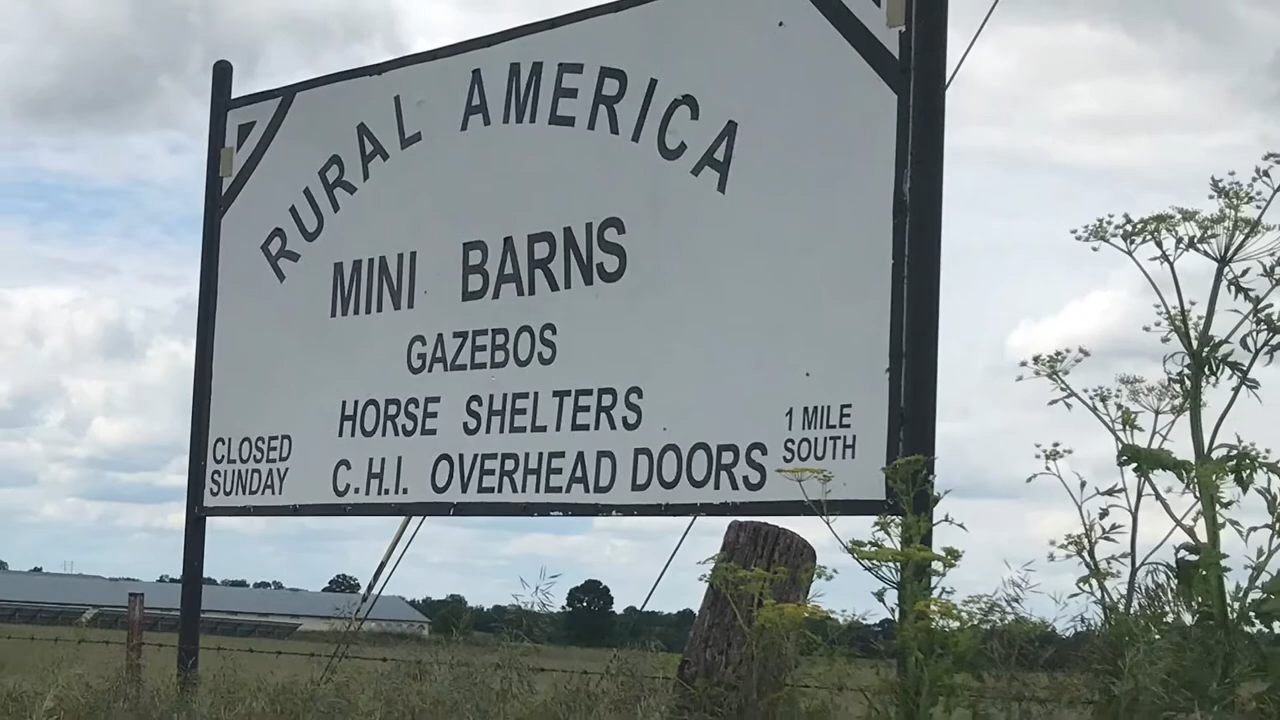 RURAL AMERICA
MINI BARNS
GAZEBOS
HORSE SHELTERS
C.H.I. OVERHEAD DOORS
CLOSED
SUNDAY
1 MILE
SOUTH